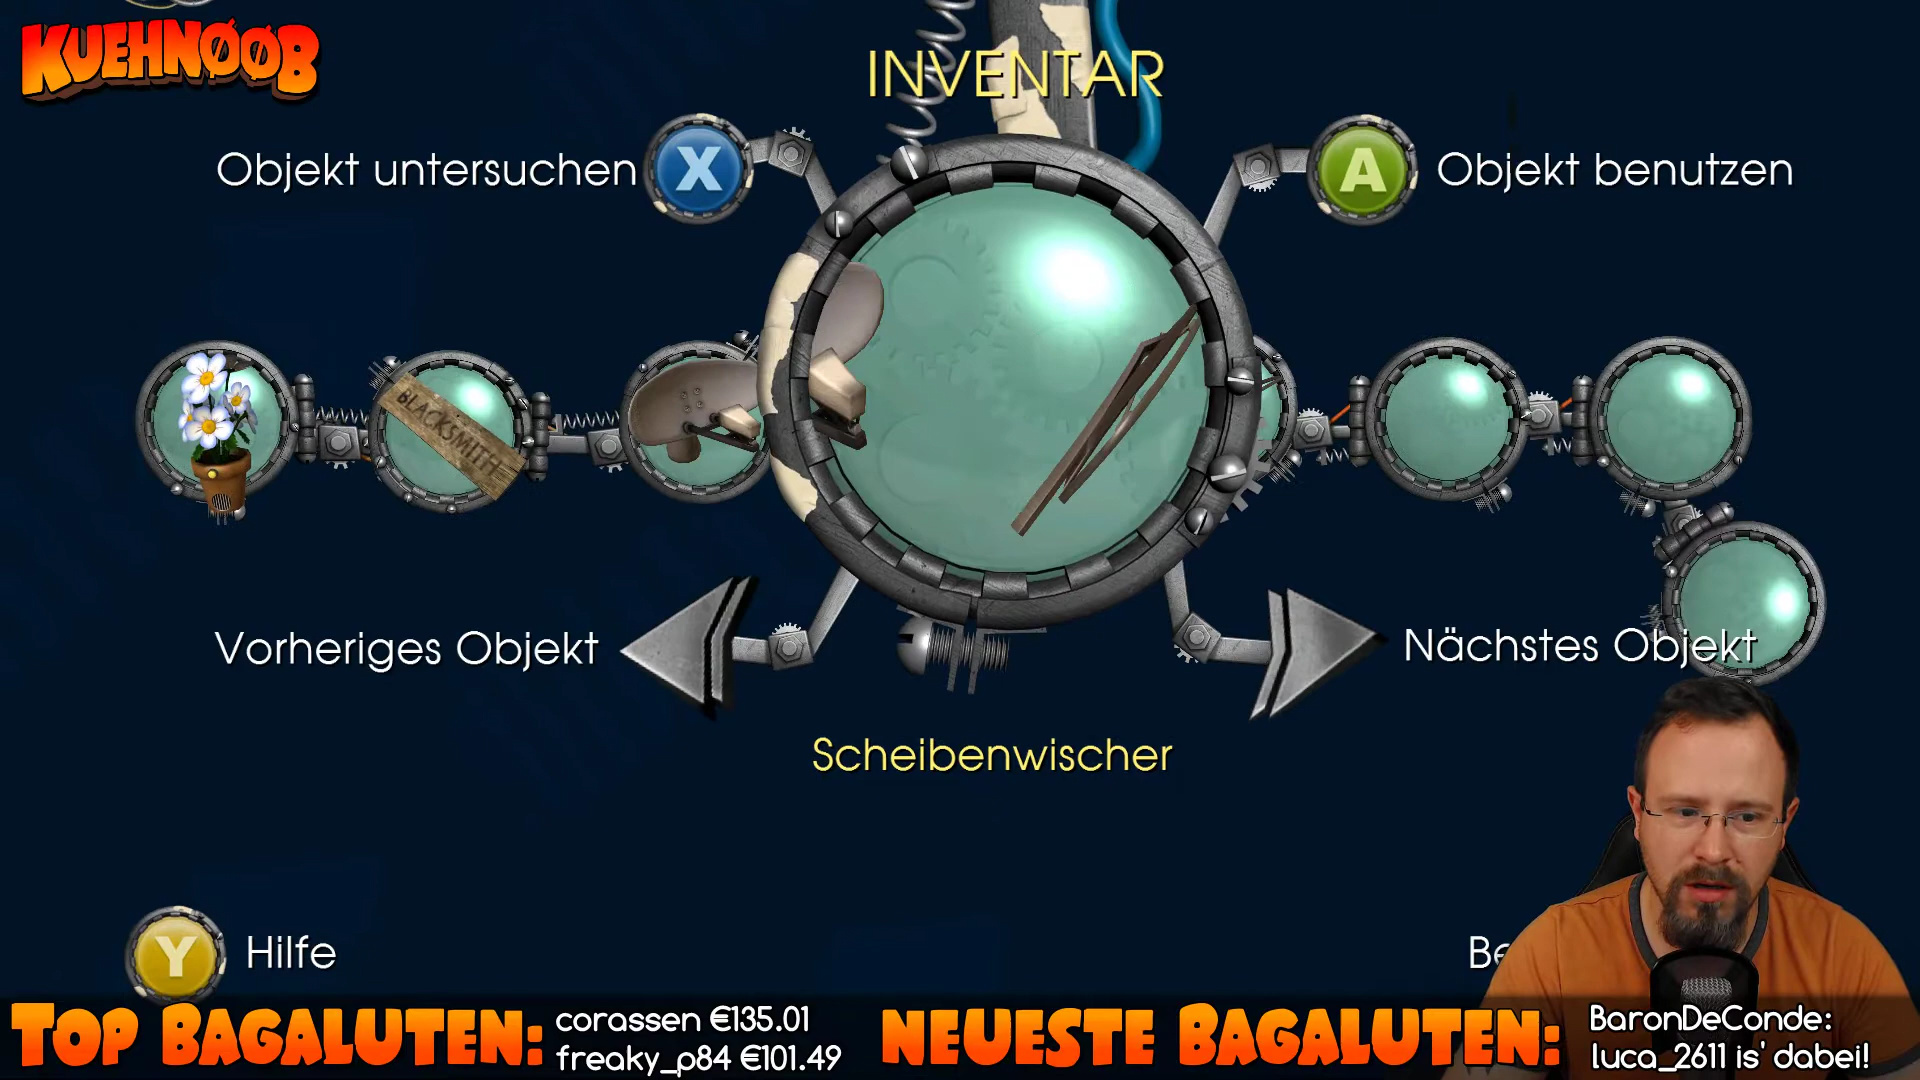 KUEHNØØB
INVENTAR
Objekt untersuchen
X
A
Objekt benutzen
BLACKSMITH
Vorheriges Objekt
Nächstes Objekt
Scheibenwischer
Y
Hilfe
TOP BAGALUTEN:
corassen €135.01
freaky_p84 €101.49
NEUESTE BAGALUTEN:
BaronDeConde:
luca_2611 is' dabei!